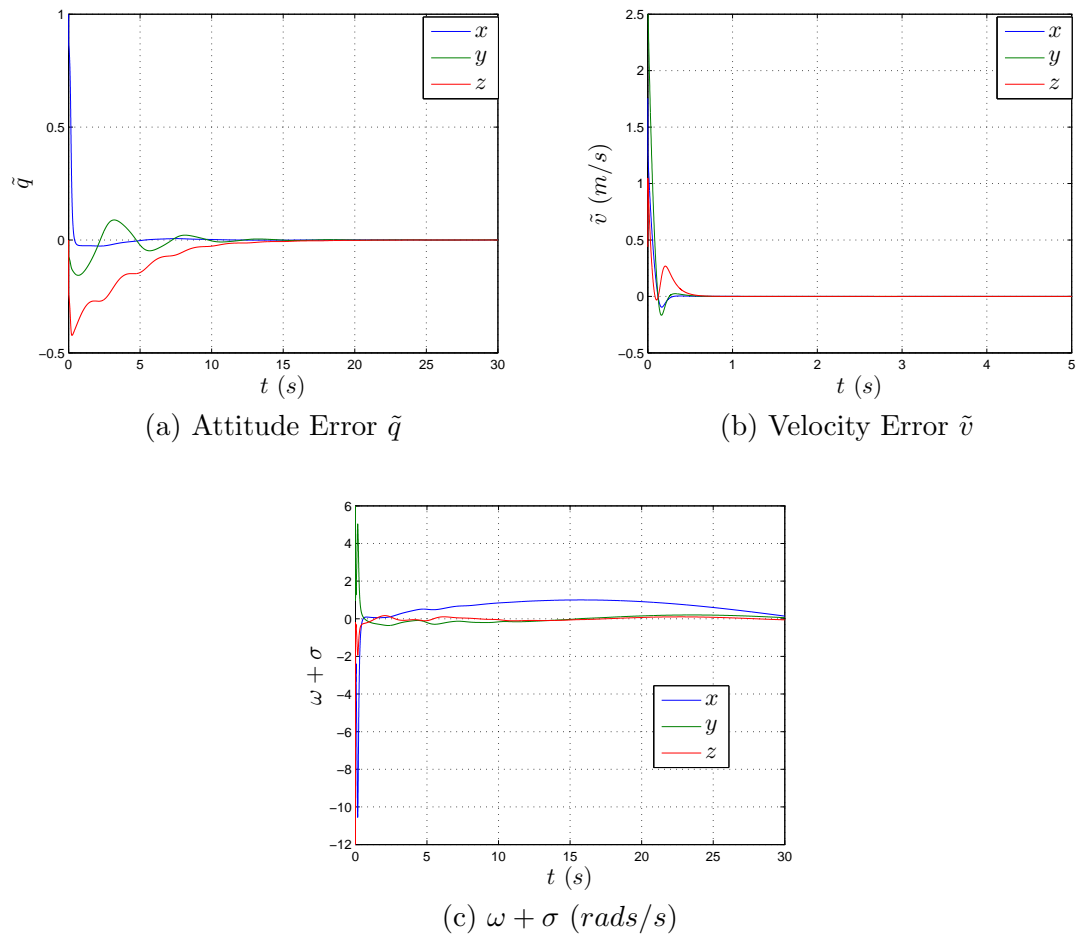 1
0.5
0
−0.5
0 5 10 15 20 25 30
q̃
t (s)
x
y
z
(a) Attitude Error q̃
2.5
2
1.5
1
0.5
0
−0.5
0 1 2 3 4 5
ṽ (m/s)
t (s)
x
y
z
(b) Velocity Error ṽ
6
4
2
0
−2
−4
−6
−8
−10
−12
0 5 10 15 20 25 30
ω + σ
t (s)
x
y
z
(c) ω + σ (rads/s)